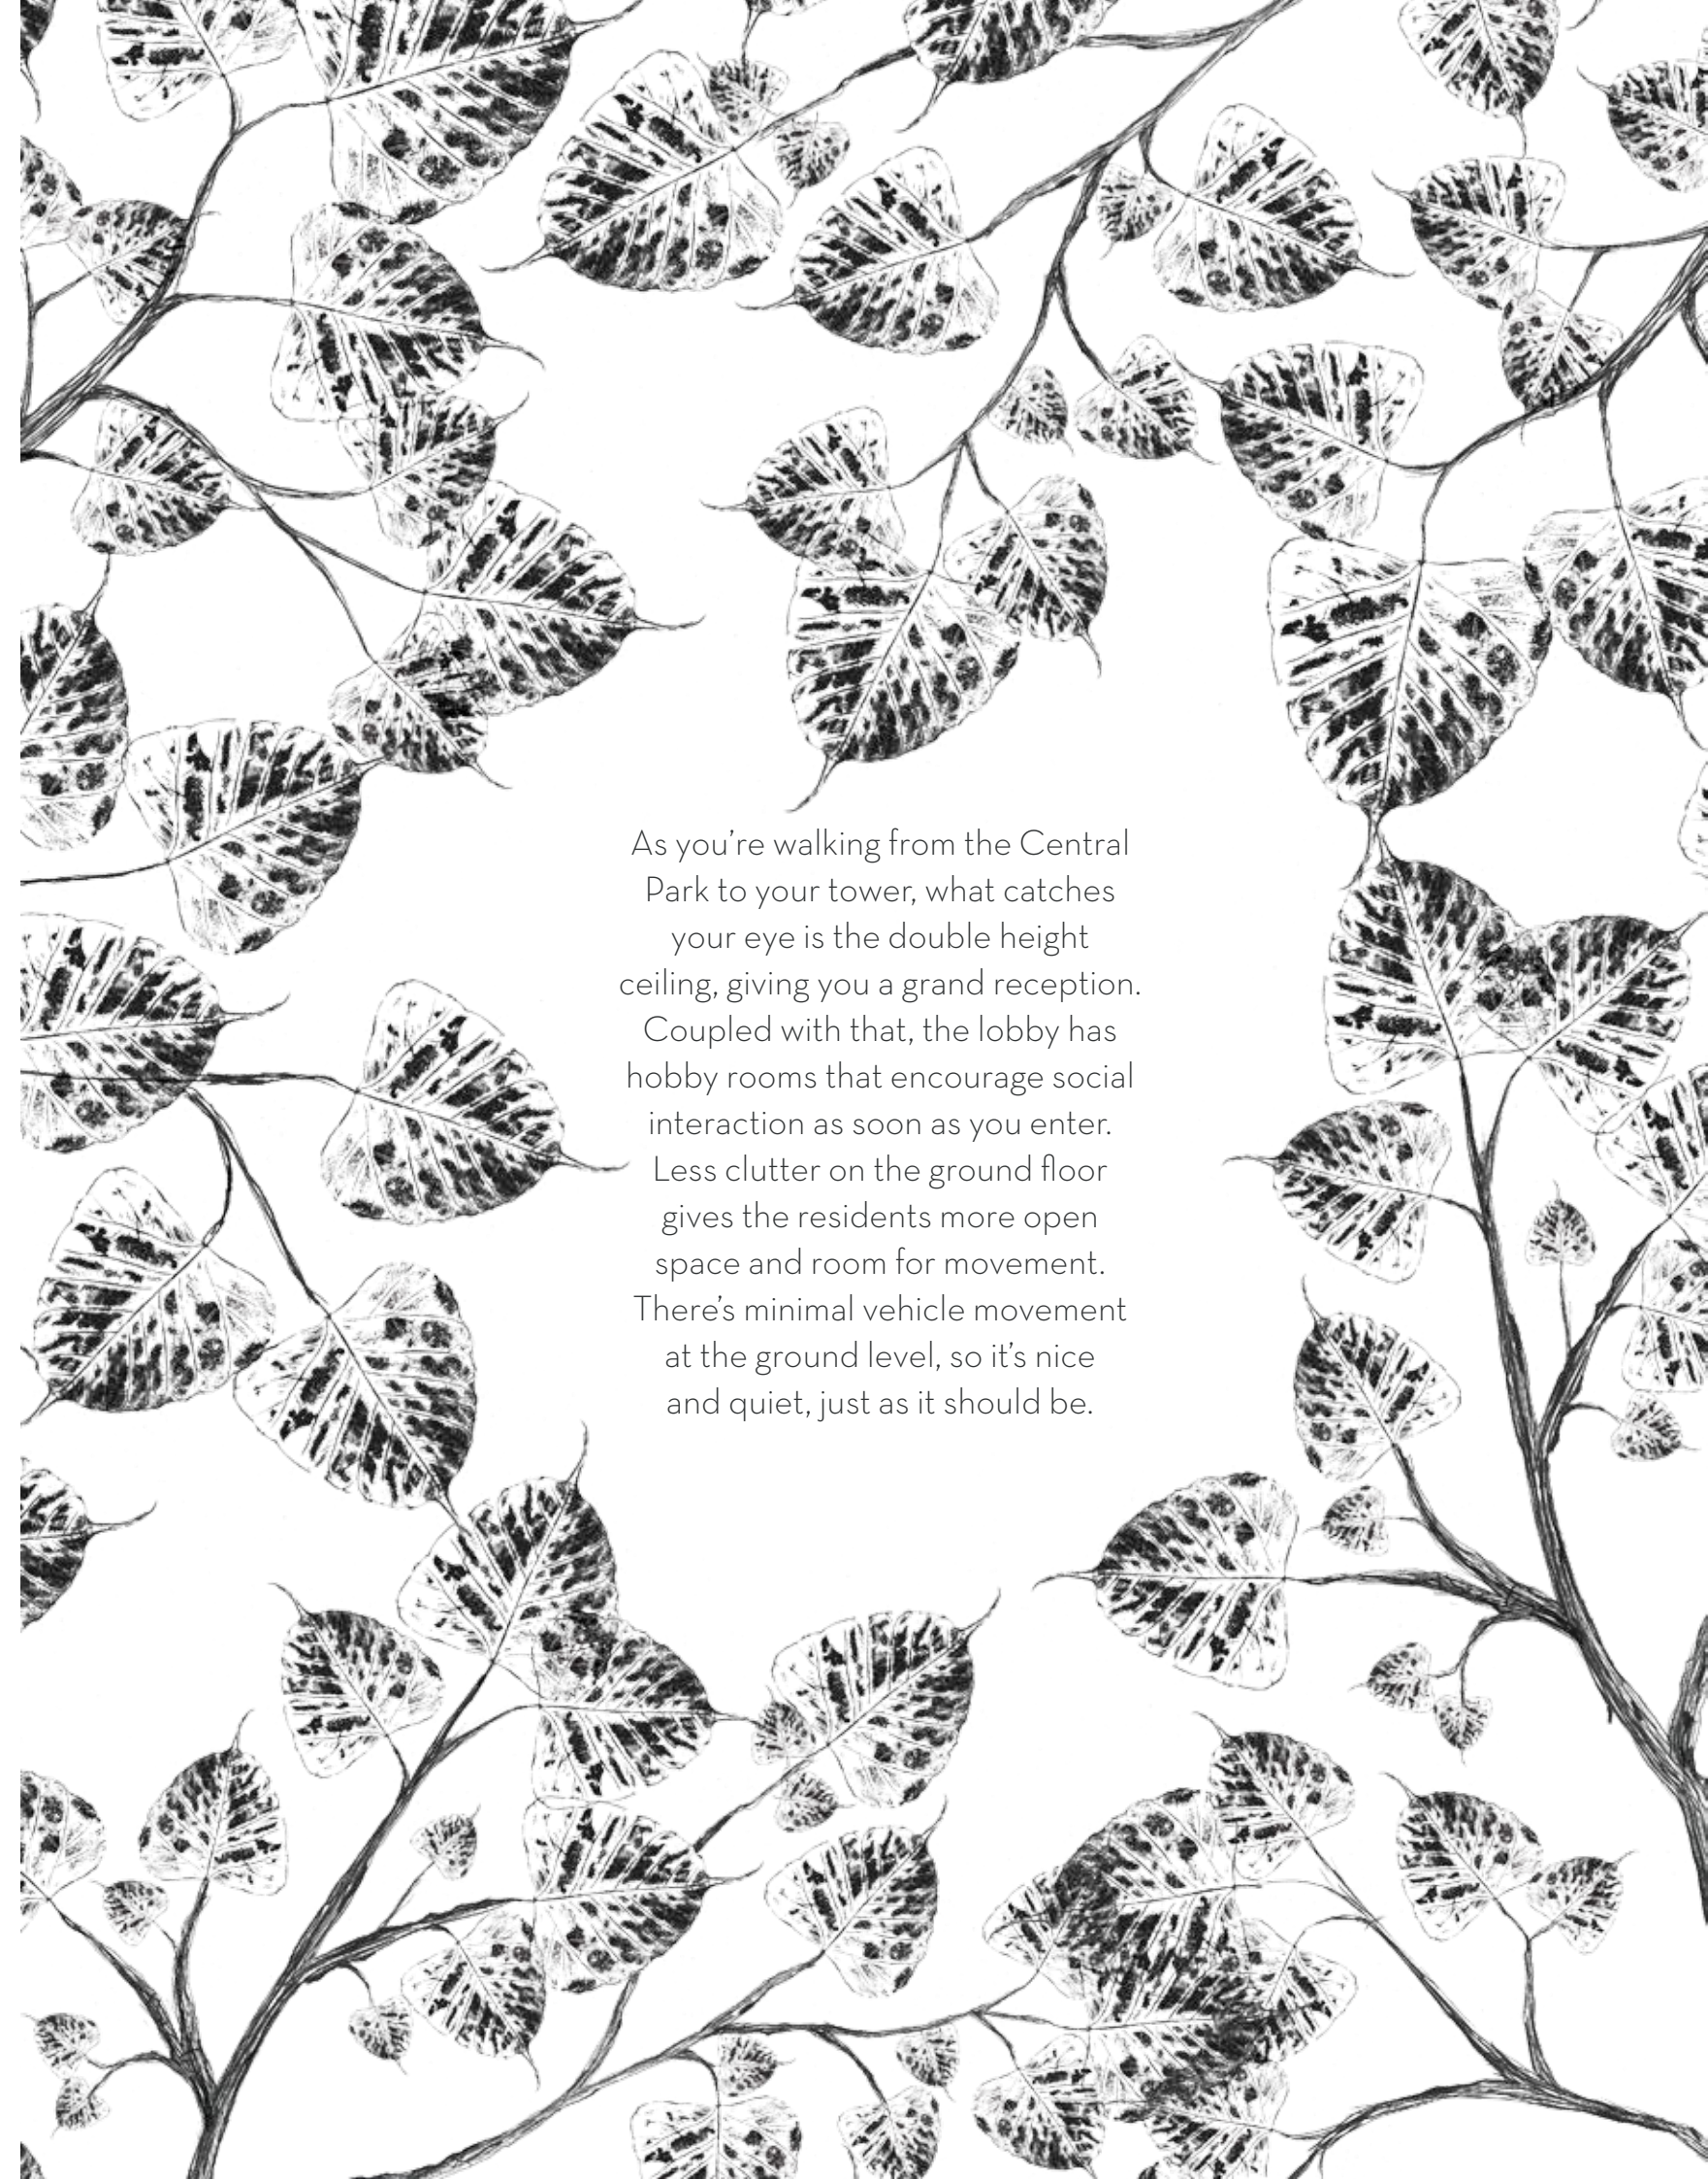 As you’re walking from the Central
Park to your tower, what catches
your eye is the double height
ceiling, giving you a grand reception.
Coupled with that, the lobby has
hobby rooms that encourage social
interaction as soon as you enter.
Less clutter on the ground floor
gives the residents more open
space and room for movement.
There’s minimal vehicle movement
at the ground level, so it’s nice
and quiet, just as it should be.